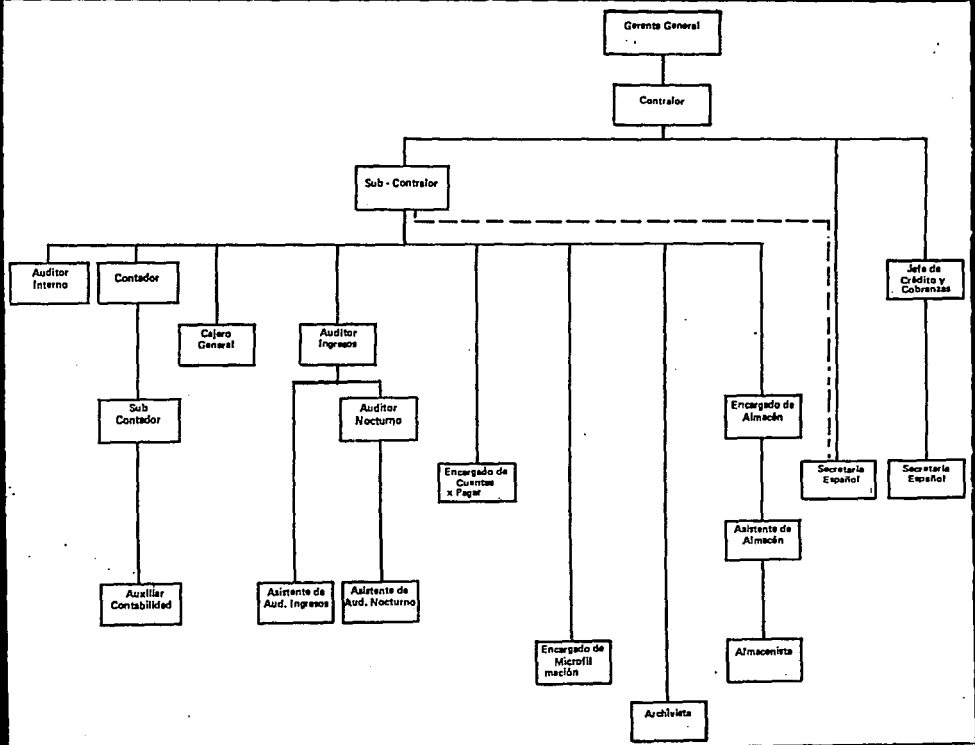 Gerente General
Contralor
Sub - Contralor
Auditor
Interno
Contador
Jefe de
Crédito y
Cobranzas
Cajero
General
Auditor
Ingresos
Sub
Contador
Auditor
Nocturno
Encargado de
Almacén
Encargado de
Cuentas
x Pagar
Secretaria
Español
Secretaria
Español
Asistente de
Almacén
Auxiliar
Contabilidad
Asistente de
Aud. Ingresos
Asistente de
Aud. Nocturno
Encargado de
Microfil
mación
Almacenista
Archivista